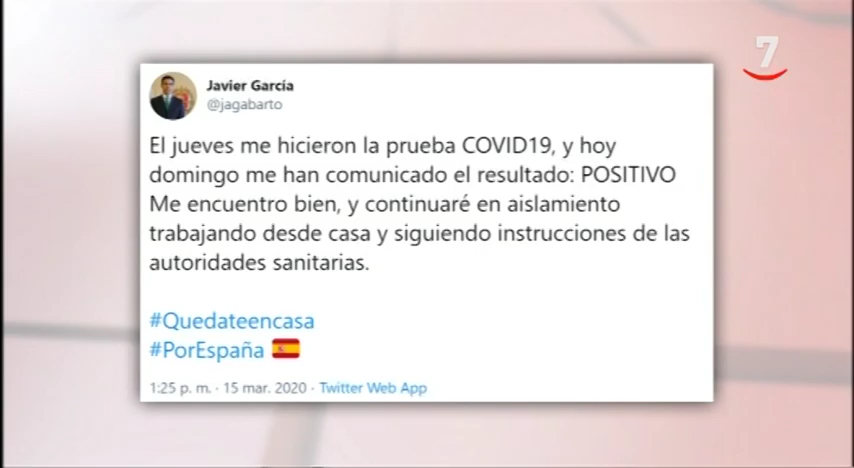 7
Javier García
@jagabarto
El jueves me hicieron la prueba COVID19, y hoy
domingo me han comunicado el resultado: POSITIVO
Me encuentro bien, y continuaré en aislamiento
trabajando desde casa y siguiendo instrucciones de las
autoridades sanitarias.
#Quedateencasa
#PorEspaña
1:25 p. m. · 15 mar. 2020 · Twitter Web App